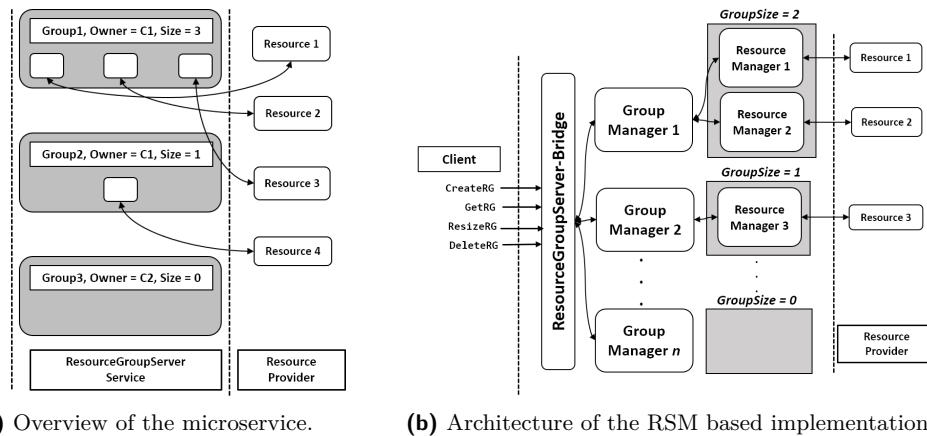 Group1, Owner = C1, Size = 3
Resource 1
Resource 2
Group2, Owner = C1, Size = 1
Resource 3
Resource 4
Group3, Owner = C2, Size = 0
ResourceGroupServer
Service
Resource
Provider
) Overview of the microservice.
GroupSize = 2
Resource
Manager 1
Resource 1
Group
Manager 1
Resource
Manager 2
Resource 2
Client
CreateRG
GetRG
ResizeRG
DeleteRG
ResourceGroupServer-Bridge
GroupSize = 1
Group
Manager 2
Resource
Manager 3
Resource 3
GroupSize = 0
Group
Manager n
Resource
Provider
(b) Architecture of the RSM based implementation